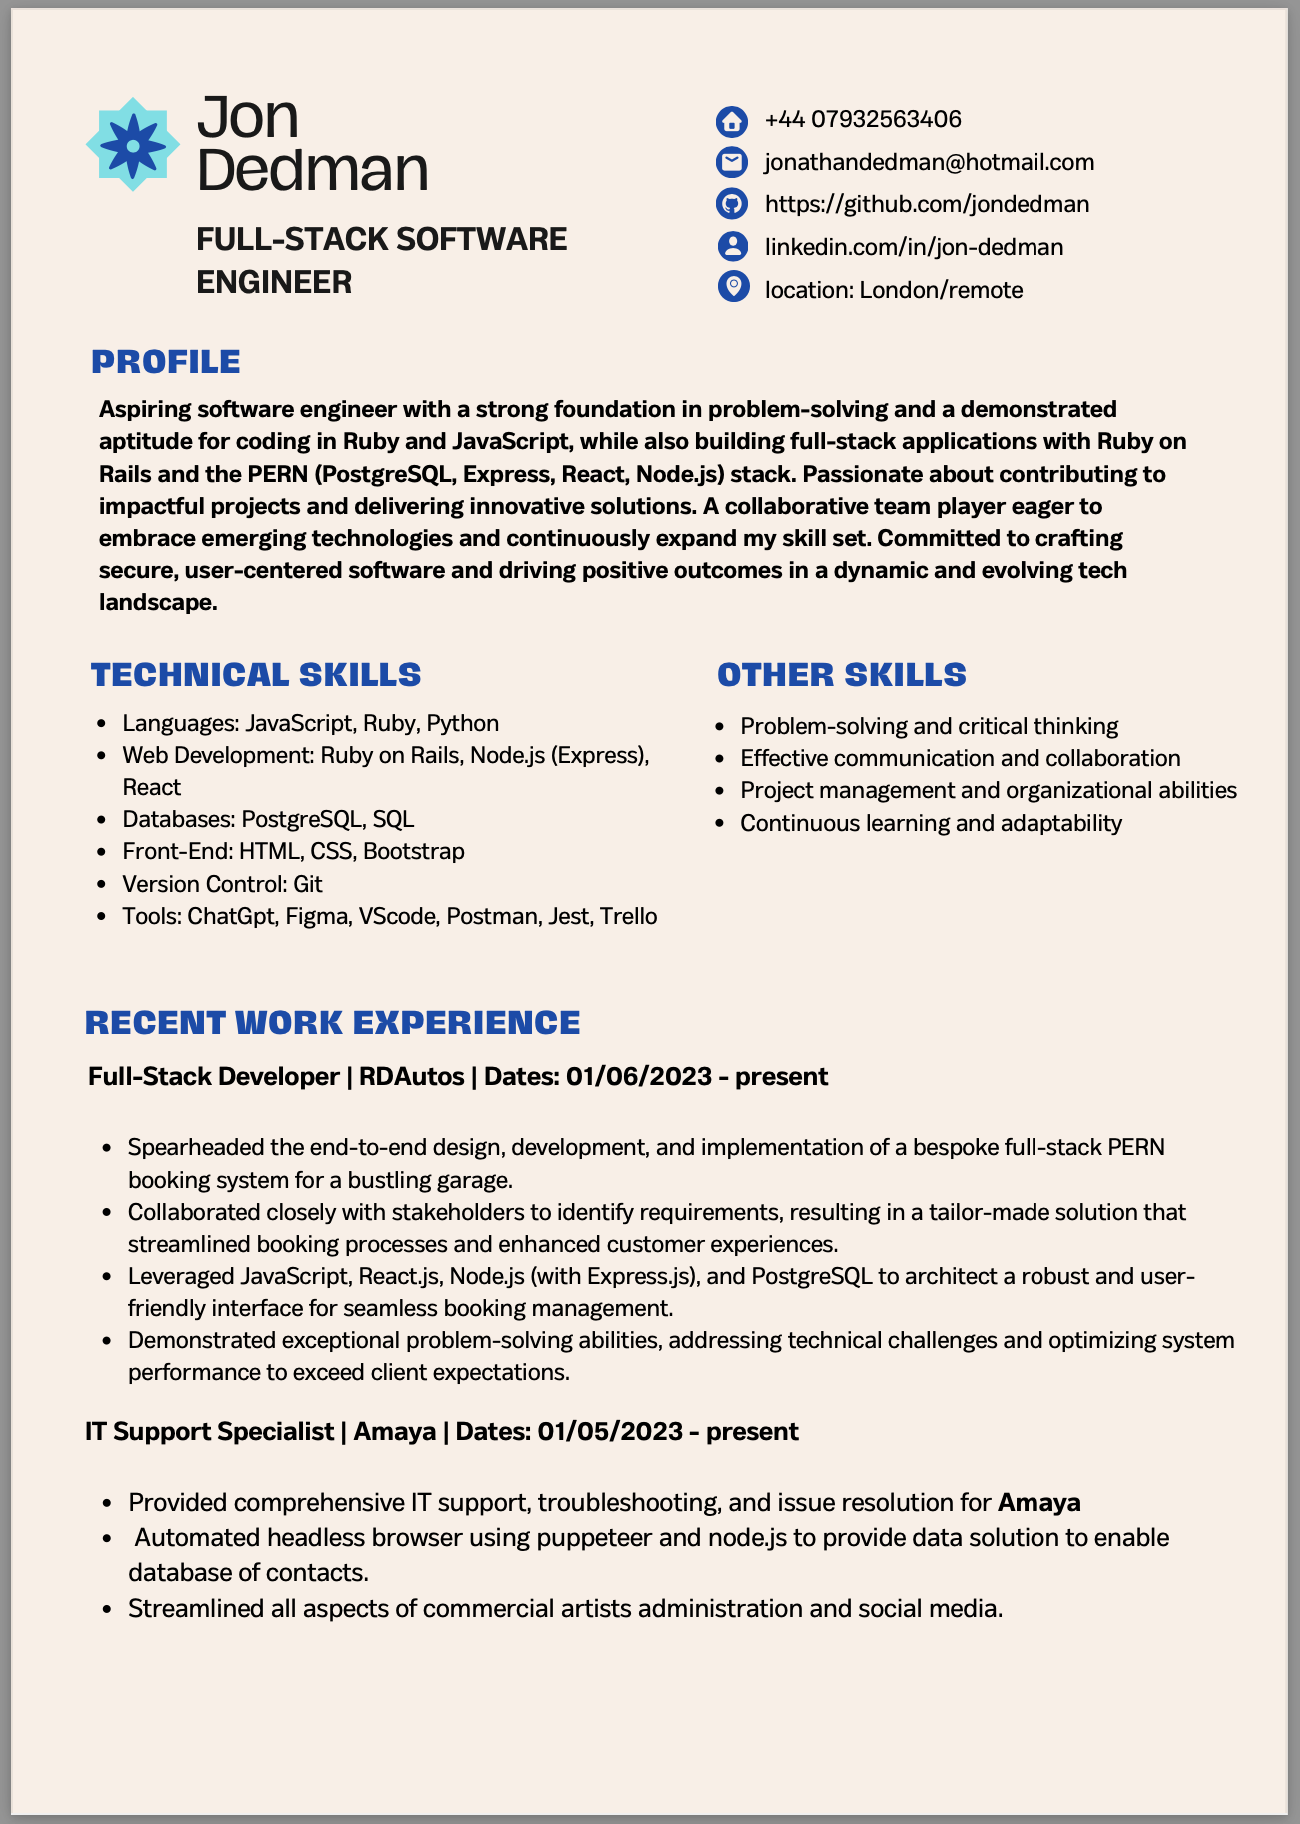 Jon
Dedman
FULL-STACK SOFTWARE
ENGINEER
+44 07932563406
jonathandedman@hotmail.com
https://github.com/jondedman
linkedin.com/in/jon-dedman
location: London/remote
PROFILE
Aspiring software engineer with a strong foundation in problem-solving and a demonstrated
aptitude for coding in Ruby and JavaScript, while also building full-stack applications with Ruby on
Rails and the PERN (PostgreSQL, Express, React, Node.js) stack. Passionate about contributing to
impactful projects and delivering innovative solutions. A collaborative team player eager to
embrace emerging technologies and continuously expand my skill set. Committed to crafting
secure, user-centered software and driving positive outcomes in a dynamic and evolving tech
landscape.
TECHNICAL SKILLS
• Languages: JavaScript, Ruby, Python
• Web Development: Ruby on Rails, Node.js (Express),
React
• Databases: PostgreSQL, SQL
• Front-End: HTML, CSS, Bootstrap
• Version Control: Git
• Tools: ChatGpt, Figma, VScode, Postman, Jest, Trello
OTHER SKILLS
• Problem-solving and critical thinking
• Effective communication and collaboration
• Project management and organizational abilities
• Continuous learning and adaptability
RECENT WORK EXPERIENCE
Full-Stack Developer | RDAutos | Dates: 01/06/2023 - present
• Spearheaded the end-to-end design, development, and implementation of a bespoke full-stack PERN
booking system for a bustling garage.
• Collaborated closely with stakeholders to identify requirements, resulting in a tailor-made solution that
streamlined booking processes and enhanced customer experiences.
• Leveraged JavaScript, React.js, Node.js (with Express.js), and PostgreSQL to architect a robust and user-
friendly interface for seamless booking management.
• Demonstrated exceptional problem-solving abilities, addressing technical challenges and optimizing system
performance to exceed client expectations.
IT Support Specialist | Amaya | Dates: 01/05/2023 - present
• Provided comprehensive IT support, troubleshooting, and issue resolution for Amaya
• Automated headless browser using puppeteer and node.js to provide data solution to enable
database of contacts.
• Streamlined all aspects of commercial artists administration and social media.